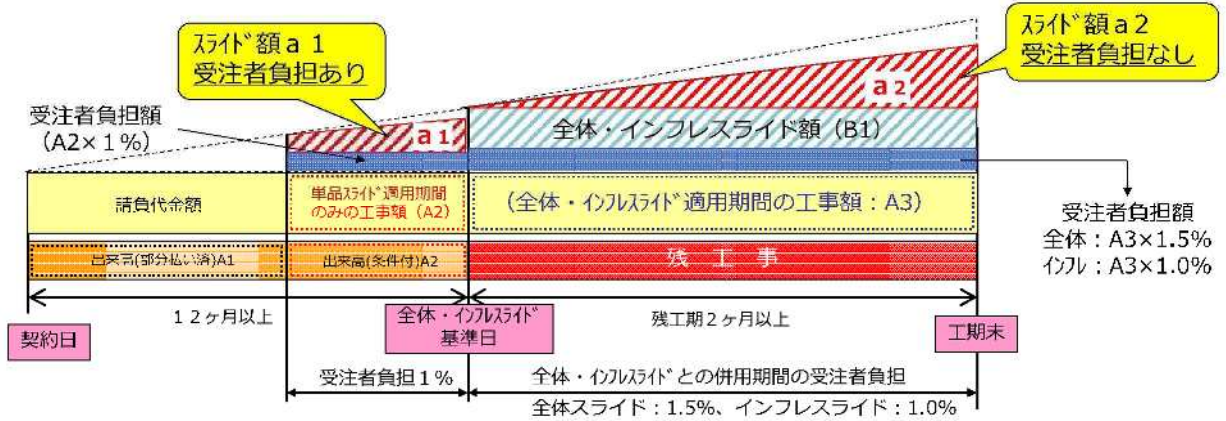 ｽﾗｲﾄﾞ額ａ１
受注者負担あり
ｽﾗｲﾄﾞ額ａ２
受注者負担なし
受注者負担額
（A2×１％）
ａ１
ａ２
全体・インフレスライド額（B1）
請負代金額
単品ｽﾗｲﾄﾞ適用期間
のみの工事額（A2）
（全体・ｲﾝﾌﾚｽﾗｲﾄﾞ適用期間の工事額：A3）
受注者負担額
全体：A3×1.5%
ｲﾝﾌﾚ：A3×1.0%
出来高(部分払い済)A1
出来高(条件付)A2
残 工 事
契約日
１２ヶ月以上
全体・ｲﾝﾌﾚｽﾗｲﾄﾞ
基準日
残工期２ヶ月以上
工期末
受注者負担１％
全体・ｲﾝﾌﾚｽﾗｲﾄﾞとの併用期間の受注者負担
全体スライド：1.5%、インフレスライド：1.0%